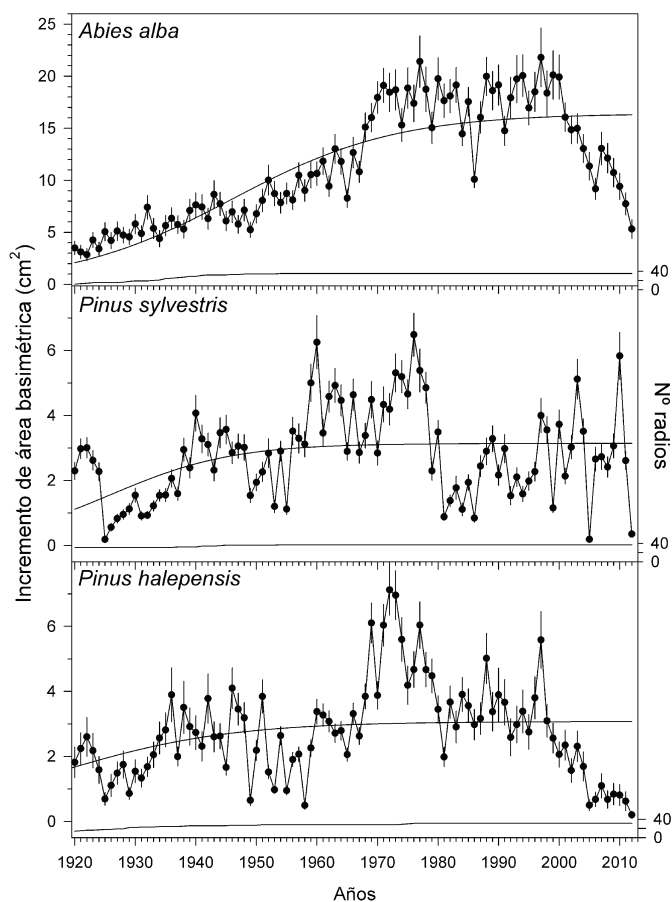 Abies alba
25
20
15
10
5
0
40
0
Pinus sylvestris
6
4
2
0
40
0
Pinus halepensis
6
4
2
0
40
0
1920 1930 1940 1950 1960 1970 1980 1990 2000 2010
Años
Incremento de área basimétrica (cm²)
Nº radios